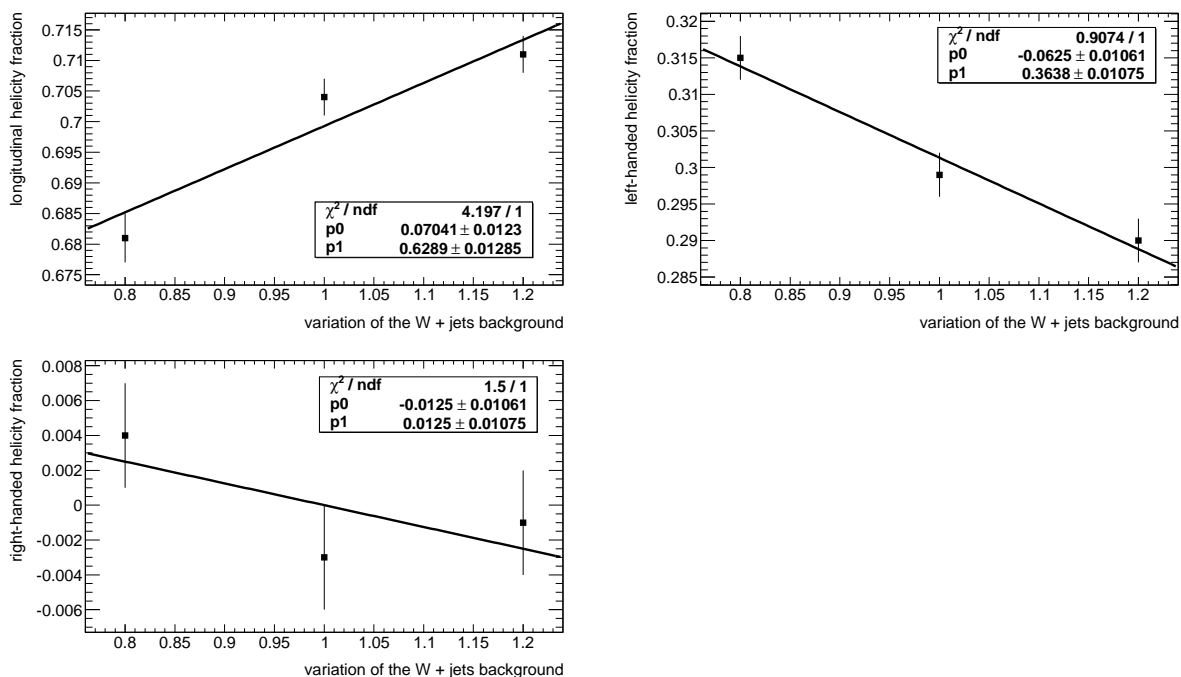 longitudinal helicity fraction
0.715
0.71
0.705
0.7
0.695
0.69
0.685
0.68
0.675
χ² / ndf 4.197 / 1
p0 0.07041 ± 0.0123
p1 0.6289 ± 0.01285
0.8 0.85 0.9 0.95 1 1.05 1.1 1.15 1.2
variation of the W + jets background
left-handed helicity fraction
0.32
0.315
0.31
0.305
0.3
0.295
0.29
0.285
χ² / ndf 0.9074 / 1
p0 -0.0625 ± 0.01061
p1 0.3638 ± 0.01075
0.8 0.85 0.9 0.95 1 1.05 1.1 1.15 1.2
variation of the W + jets background
right-handed helicity fraction
0.008
0.006
0.004
0.002
0
-0.002
-0.004
-0.006
χ² / ndf 1.5 / 1
p0 -0.0125 ± 0.01061
p1 0.0125 ± 0.01075
0.8 0.85 0.9 0.95 1 1.05 1.1 1.15 1.2
variation of the W + jets background